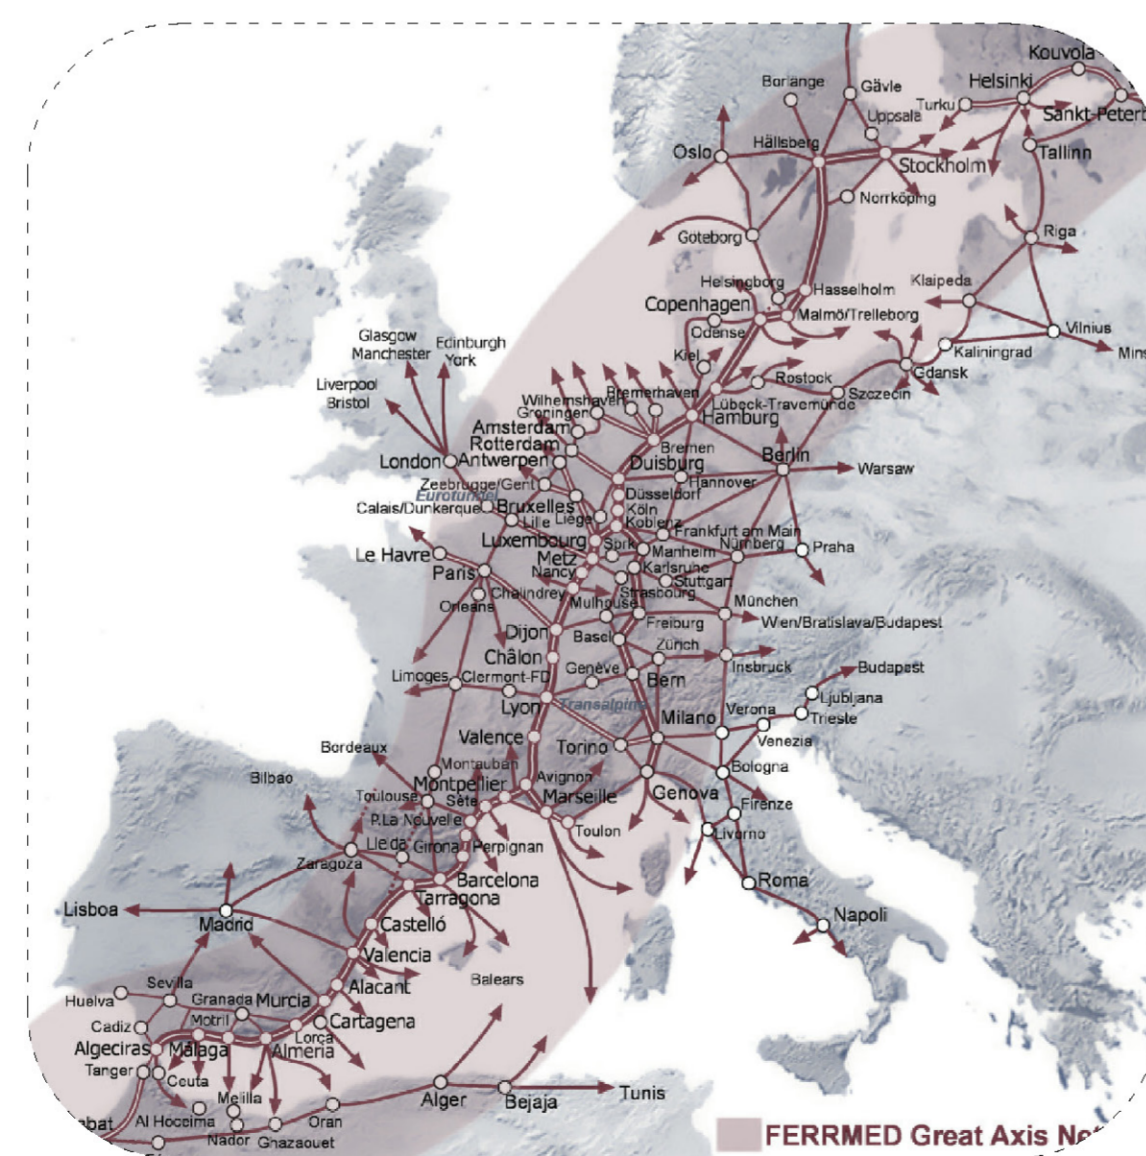 Kouvola
Borlange
Gävle
Helsinki
Turku
Uppsala
Sankt-Peterb
Oslo
Hällsberg
Stockholm
Tallinn
Norrköping
Göteborg
Riga
Helsingborg
Hasselholm
Klaipeda
Copenhagen
Malmö/Trelleborg
Odense
Vilnius
Glasgow
Manchester
Edinburgh
York
Kaliningrad
Mins
Kiel
Gdansk
Liverpool
Bristol
Rostock
Wilhemshaven
Bremerhaven
Szczecin
Groningen
Lübeck-Travemünde
Hamburg
Amsterdam
Rotterdam
Bremen
London
Antwerpen
Duisburg
Berlin
Warsaw
Zeebrugge/Gent
Hannover
Eurotunnel
Düsseldorf
Calais/Dunkerque
Bruxelles
Köln
Lille
Liège
Koblenz
Frankfurt am Main
Luxembourg
Sbrk
Manheim
Nürnberg
Praha
Le Havre
Metz
Paris
Nancy
Karlsruhe
Stuttgart
Chalindrey
Strasbourg
Orleans
Mulhouse
München
Dijon
Freiburg
Wien/Bratislava/Budapest
Basel
Zürich
Châlon
Genève
Insbruck
Budapest
Limoges
Clermont-FD
Bern
Ljubljana
Lyon
Transalpine
Verona
Trieste
Milano
Valence
Torino
Venezia
Bordeaux
Montauban
Bologna
Bilbao
Montpellier
Avignon
Toulouse
Sète
Marseille
Genova
Firenze
P.La Nouvelle
Toulon
Livorno
Lleida
Girona
Perpignan
Zaragoza
Barcelona
Roma
Tarragona
Lisboa
Madrid
Castelló
Napoli
Valencia
Balears
Sevilla
Alacant
Huelva
Granada
Murcia
Motril
Cartagena
Cadiz
Lorca
Algeciras
Málaga
Almeria
Tanger
Ceuta
Melilla
Alger
Bejaja
Tunis
bat
Al Hoceima
Oran
Nador
Ghazaouet
FERRMED Great Axis Net